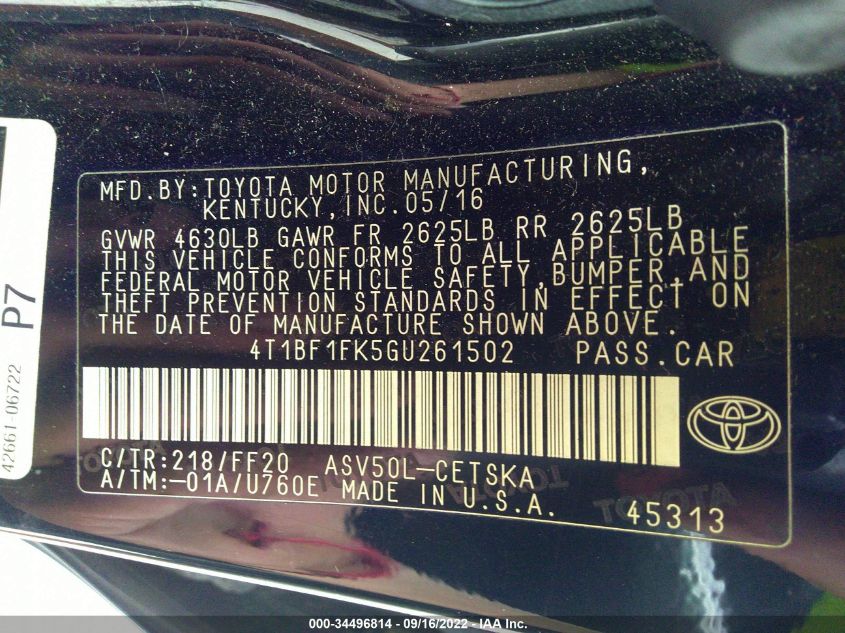 MFD.BY:TOYOTA MOTOR MANUFACTURING,
KENTUCKY,INC.05/16
GVWR 4630LB GAWR FR 2625LB RR 2625LB
THIS VEHICLE CONFORMS TO ALL APPLICABLE
FEDERAL MOTOR VEHICLE SAFETY,BUMPER,AND
THEFT PREVENTION STANDARDS IN EFFECT ON
THE DATE OF MANUFACTURE SHOWN ABOVE.
4T1BF1FK5GU261502 PASS.CAR
C/TR:218/FF20 ASV50L-CETSKA
A/TM:-01A/U760E MADE IN U.S.A.
45313
P7
42661-06722
TOYOTA
TOYOTA
TOYOTA
000-34496814 - 09/16/2022 - IAA Inc.